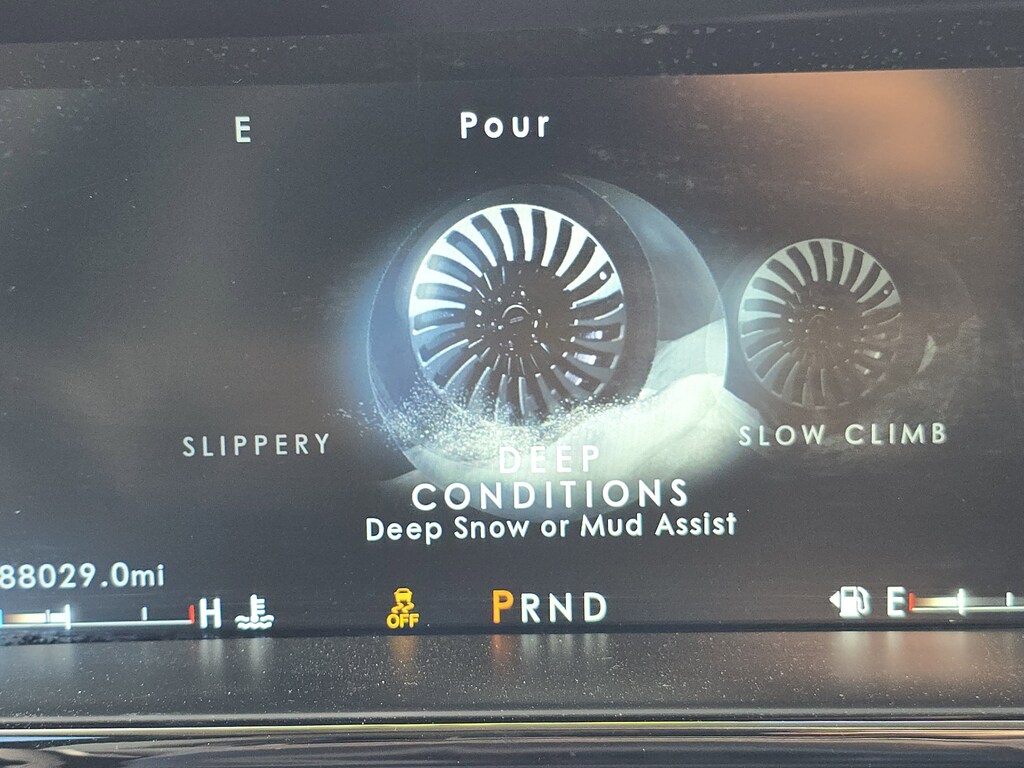 E Pour
SLIPPERY
SLOW CLIMB
DEEP
CONDITIONS
Deep Snow or Mud Assist
88029.0mi
H OFF PRND E